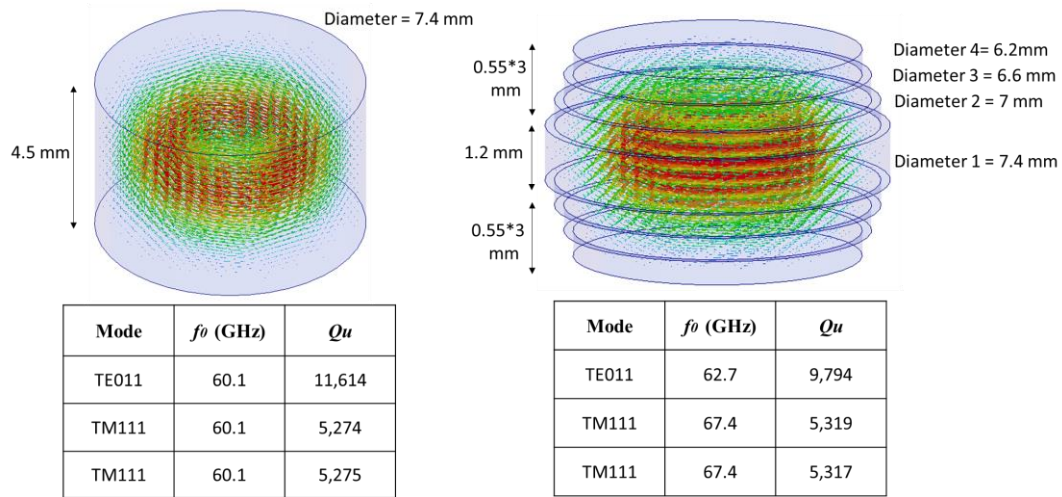 Diameter = 7.4 mm
4.5 mm
Mode f0 (GHz) Qu
TE011 60.1 11,614
TM111 60.1 5,274
TM111 60.1 5,275
0.55*3
mm
1.2 mm
0.55*3
mm
Diameter 4= 6.2mm
Diameter 3 = 6.6 mm
Diameter 2 = 7 mm
Diameter 1 = 7.4 mm
Mode f0 (GHz) Qu
TE011 62.7 9,794
TM111 67.4 5,319
TM111 67.4 5,317